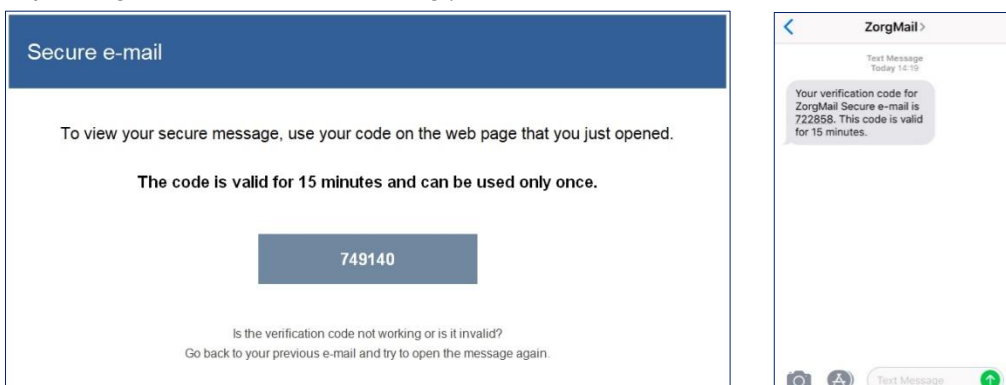 Secure e-mail
To view your secure message, use your code on the web page that you just opened.
The code is valid for 15 minutes and can be used only once.
749140
Is the verification code not working or is it invalid?
Go back to your previous e-mail and try to open the message again.
ZorgMail >
Text Message
Today 14:19
Your verification code for
ZorgMail Secure e-mail is
722858. This code is valid
for 15 minutes.
Text Message